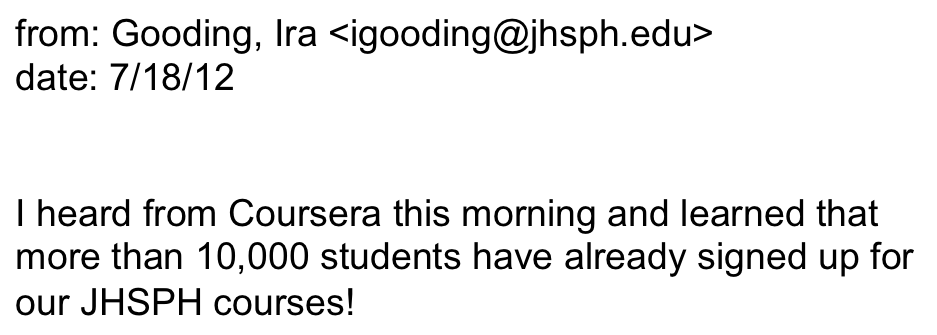 from: Gooding, Ira <igooding@jhsph.edu>
date: 7/18/12
I heard from Coursera this morning and learned that
more than 10,000 students have already signed up for
our JHSPH courses!